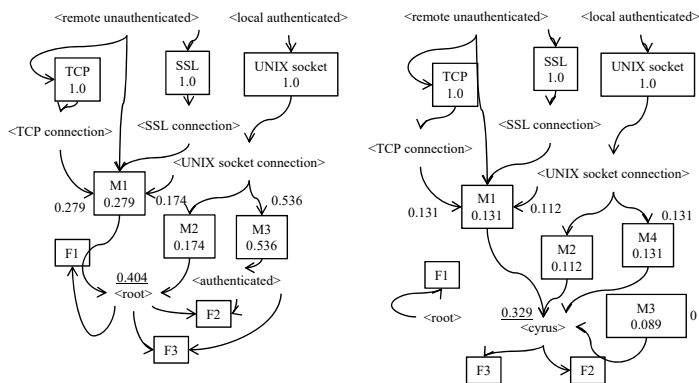 <remote unauthenticated> <local authenticated>
TCP
1.0
SSL
1.0
UNIX socket
1.0
<TCP connection>
<SSL connection>
<UNIX socket connection>
M1
0.279
0.279
0.174
0.536
M2
0.174
M3
0.536
F1
0.404
<root>
<authenticated>
F2
F3
<remote unauthenticated> <local authenticated>
TCP
1.0
SSL
1.0
UNIX socket
1.0
<TCP connection>
<SSL connection>
<UNIX socket connection>
M1
0.131
0.131
0.112
0.131
M2
0.112
M4
0.131
F1
<root>
0.329
<cyrus>
M3
0.089
0
F3
F2